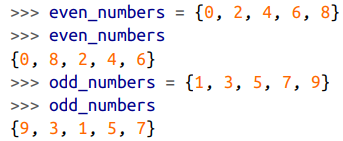 >>> even_numbers = {0, 2, 4, 6, 8}
>>> even_numbers
{0, 8, 2, 4, 6}
>>> odd_numbers = {1, 3, 5, 7, 9}
>>> odd_numbers
{9, 3, 1, 5, 7}